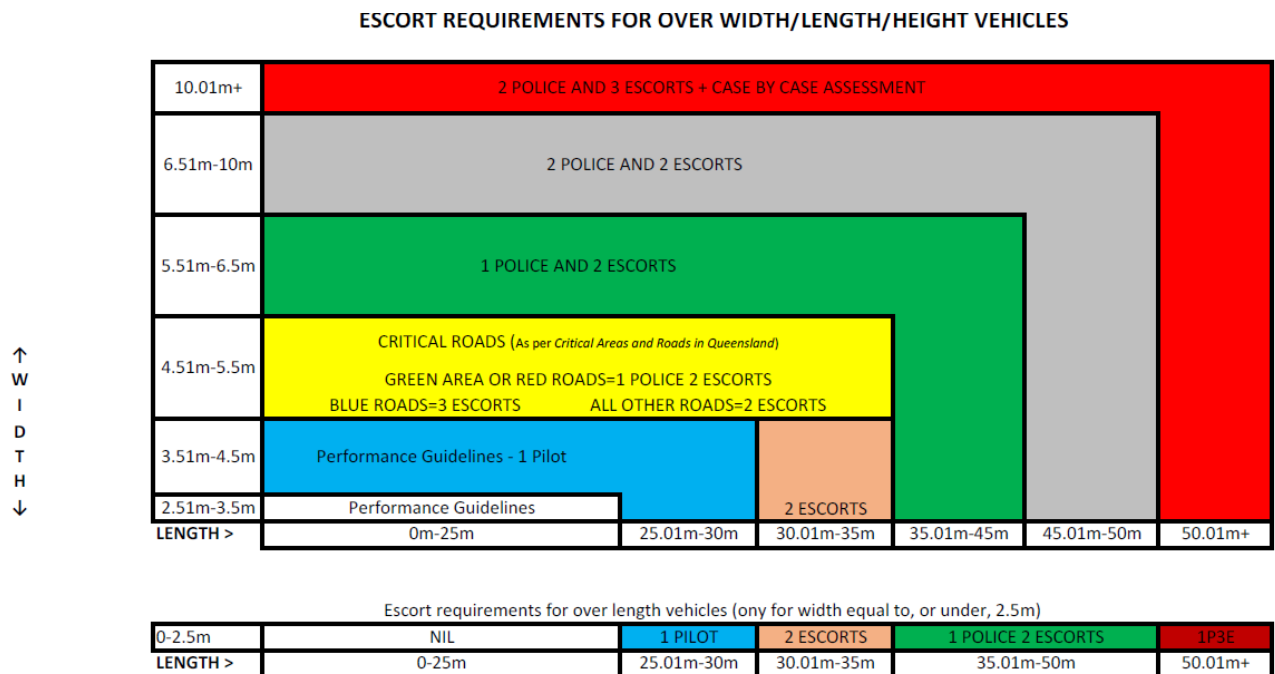 ESCORT REQUIREMENTS FOR OVER WIDTH/LENGTH/HEIGHT VEHICLES
10.01m+ 2 POLICE AND 3 ESCORTS + CASE BY CASE ASSESSMENT
6.51m-10m 2 POLICE AND 2 ESCORTS
5.51m-6.5m 1 POLICE AND 2 ESCORTS
CRITICAL ROADS (As per Critical Areas and Roads in Queensland)
4.51m-5.5m
GREEN AREA OR RED ROADS=1 POLICE 2 ESCORTS
BLUE ROADS=3 ESCORTS ALL OTHER ROADS=2 ESCORTS
3.51m-4.5m Performance Guidelines - 1 Pilot
2.51m-3.5m Performance Guidelines 2 ESCORTS
LENGTH > 0m-25m 25.01m-30m 30.01m-35m 35.01m-45m 45.01m-50m 50.01m+
↑
W
I
D
T
H
↓
Escort requirements for over length vehicles (ony for width equal to, or under, 2.5m)
0-2.5m NIL 1 PILOT 2 ESCORTS 1 POLICE 2 ESCORTS 1P3E
LENGTH > 0-25m 25.01m-30m 30.01m-35m 35.01m-50m 50.01m+